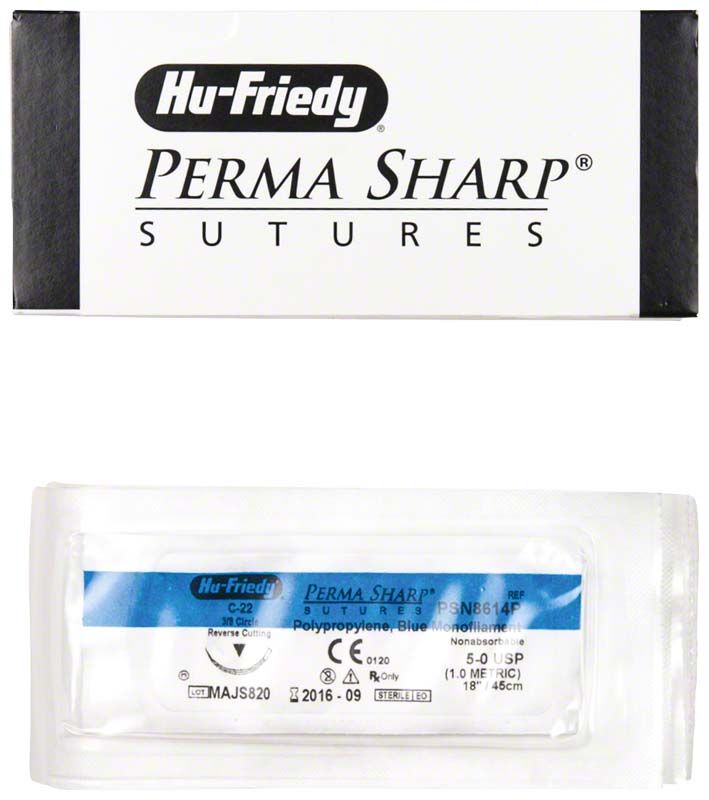 Hu-Friedy®
PERMA SHARP®
SUTURES
Hu-Friedy PERMA SHARP® REF
C-22 SUTURES PSN8614P
3/8 Circle Polypropylene, Blue Monofilament
Reverse Cutting Nonabsorbable
CE 0120 5-0 USP
(1.0 METRIC)
Rx Only 18" / 45cm
LOT MAJS820 2016 - 09 STERILE EO